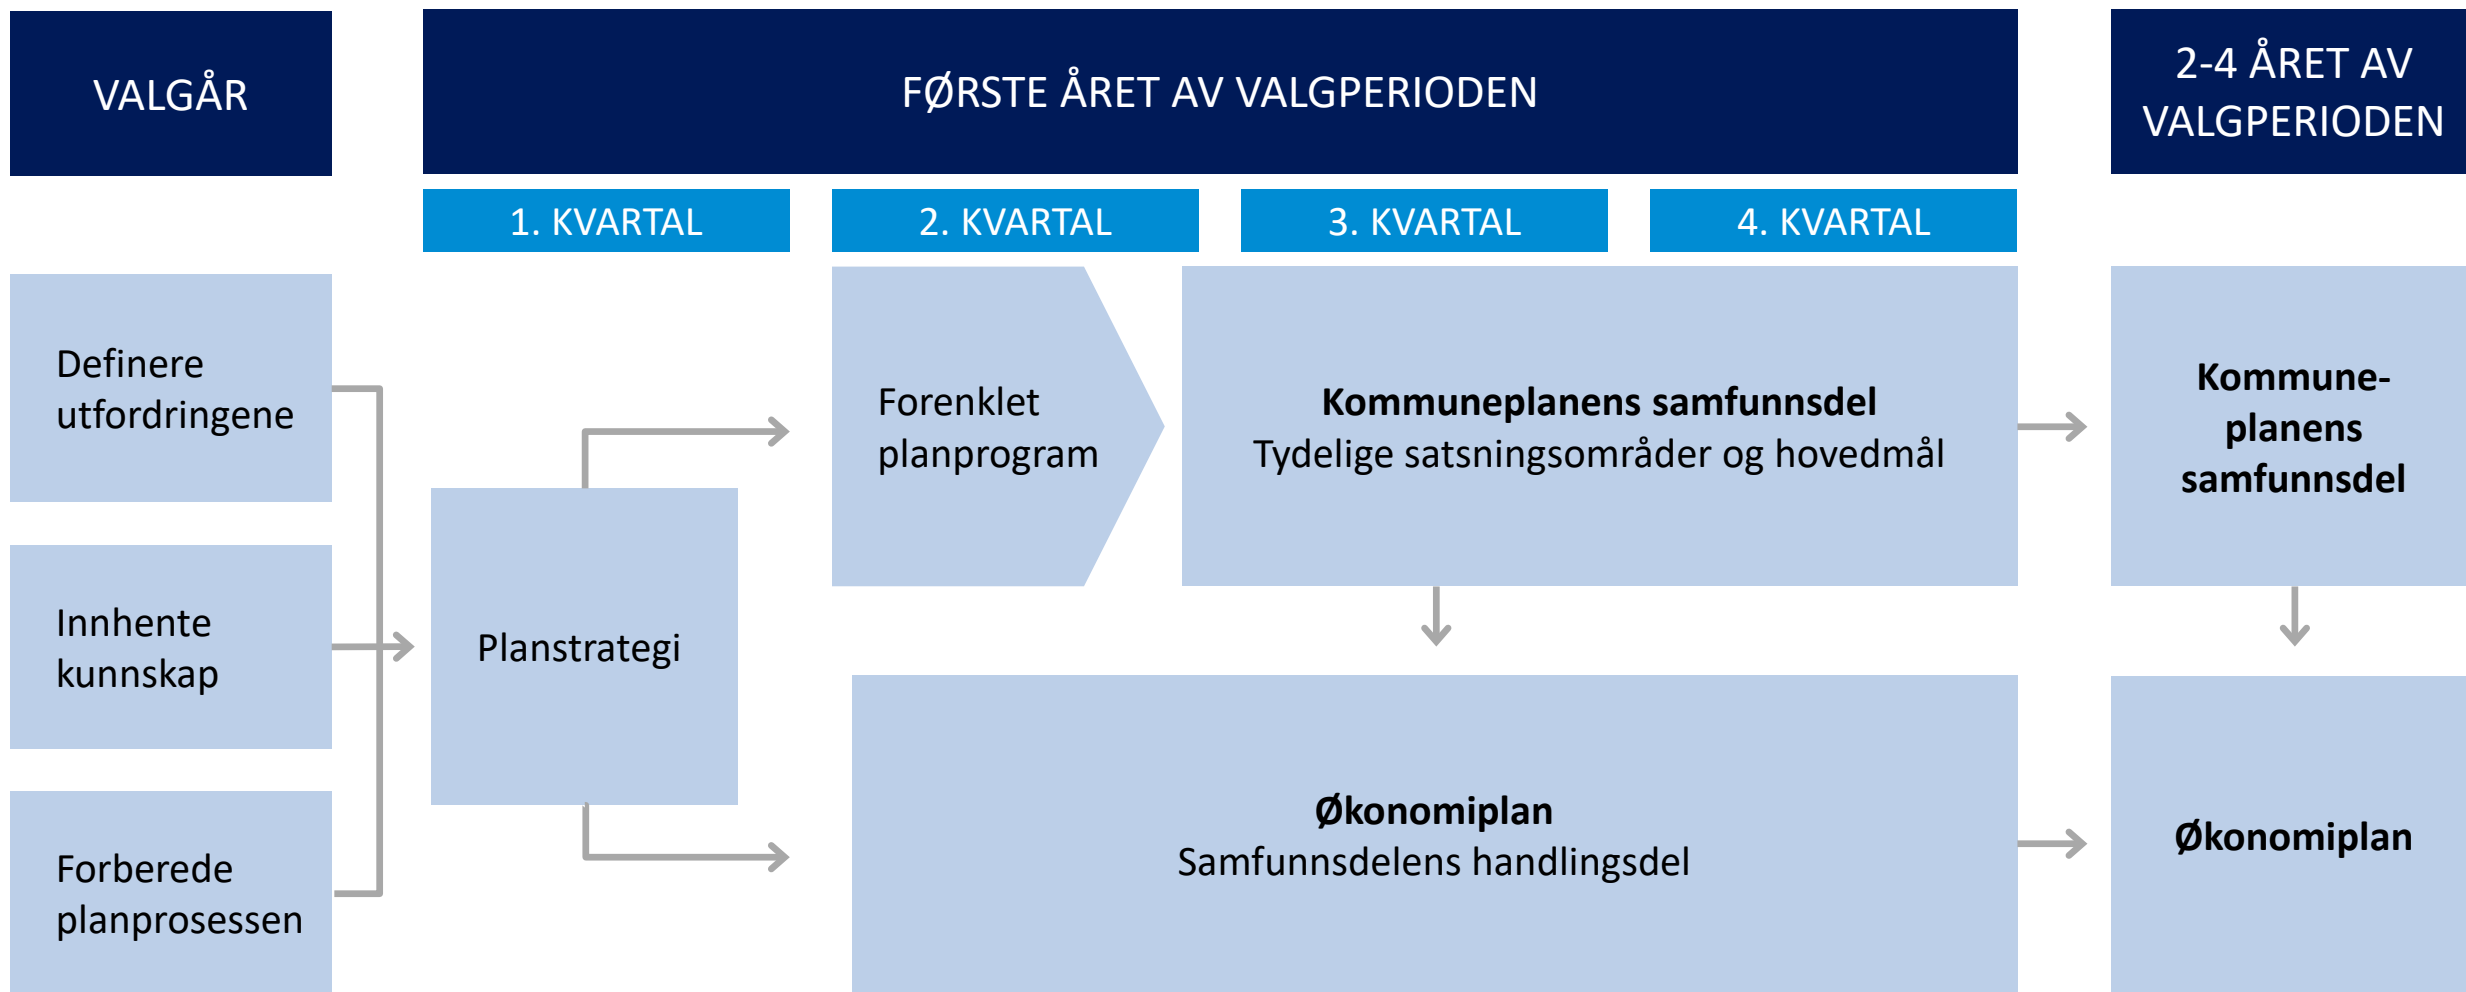 VALGÅR
FØRSTE ÅRET AV VALGPERIODEN
2-4 ÅRET AV
VALGPERIODEN
1. KVARTAL
2. KVARTAL
3. KVARTAL
4. KVARTAL
Definere
utfordringene
Innhente
kunnskap
Forberede
planprosessen
Planstrategi
Forenklet
planprogram
Kommuneplanens samfunnsdel
Tydelige satsningsområder og hovedmål
Økonomiplan
Samfunnsdelens handlingsdel
Kommune-
planens
samfunnsdel
Økonomiplan